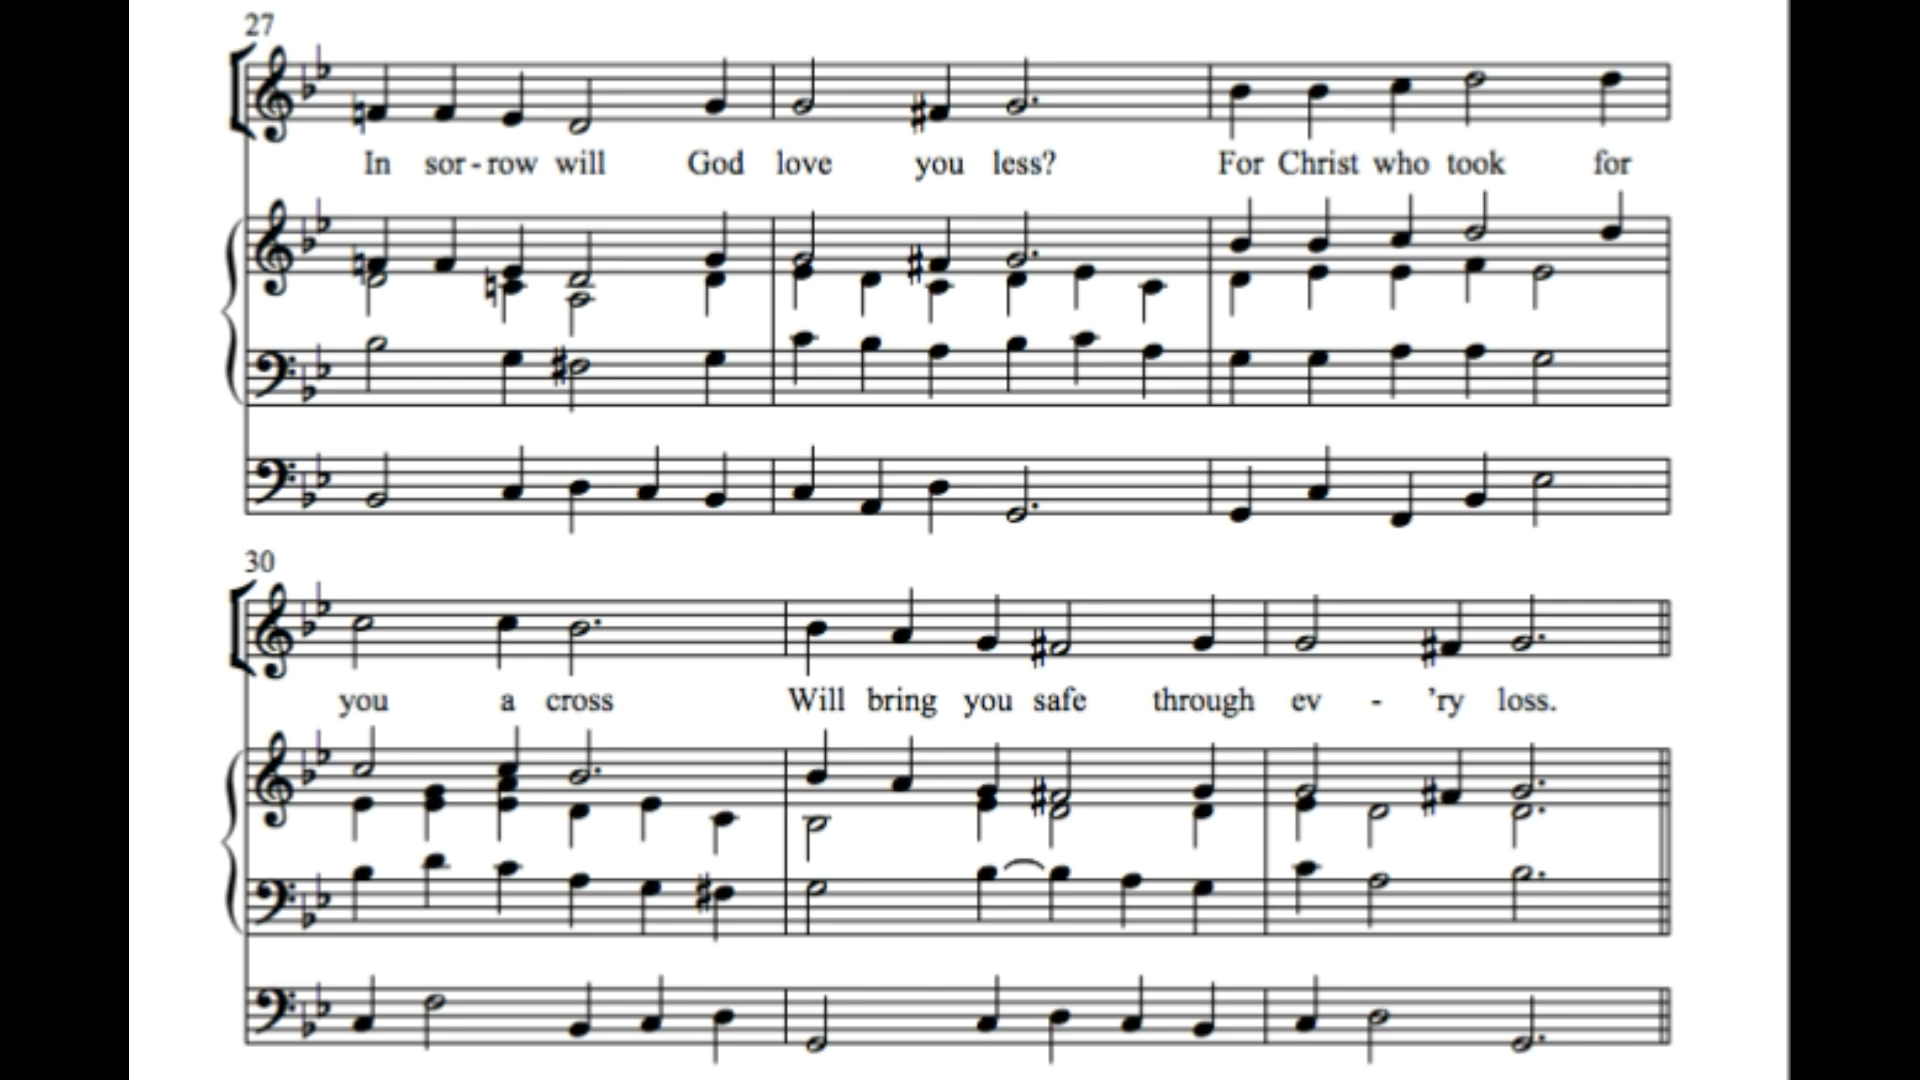 27
In sor - row will God love you less? For Christ who took for
30
you a cross Will bring you safe through ev - 'ry loss.